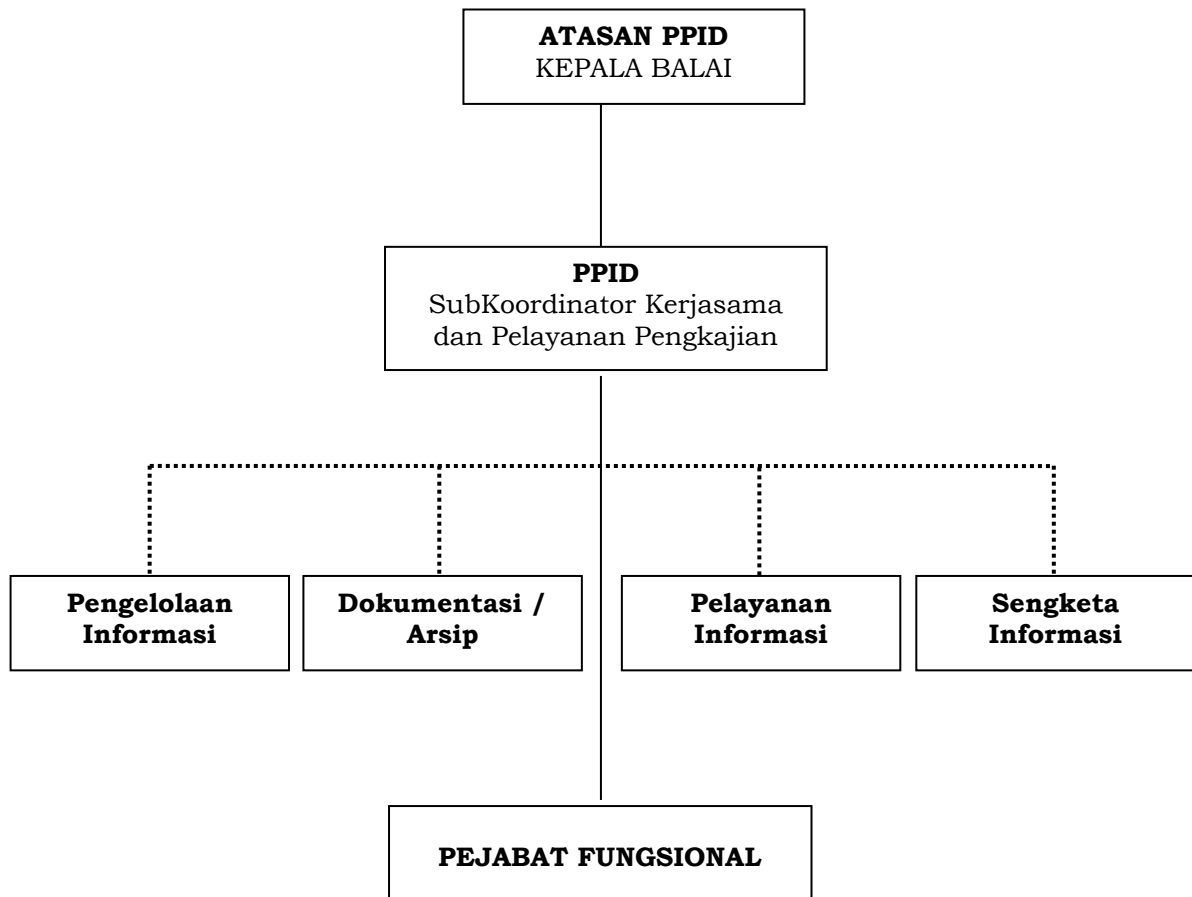 ATASAN PPID
KEPALA BALAI
PPID
SubKoordinator Kerjasama
dan Pelayanan Pengkajian
Pengelolaan
Informasi
Dokumentasi /
Arsip
Pelayanan
Informasi
Sengketa
Informasi
PEJABAT FUNGSIONAL